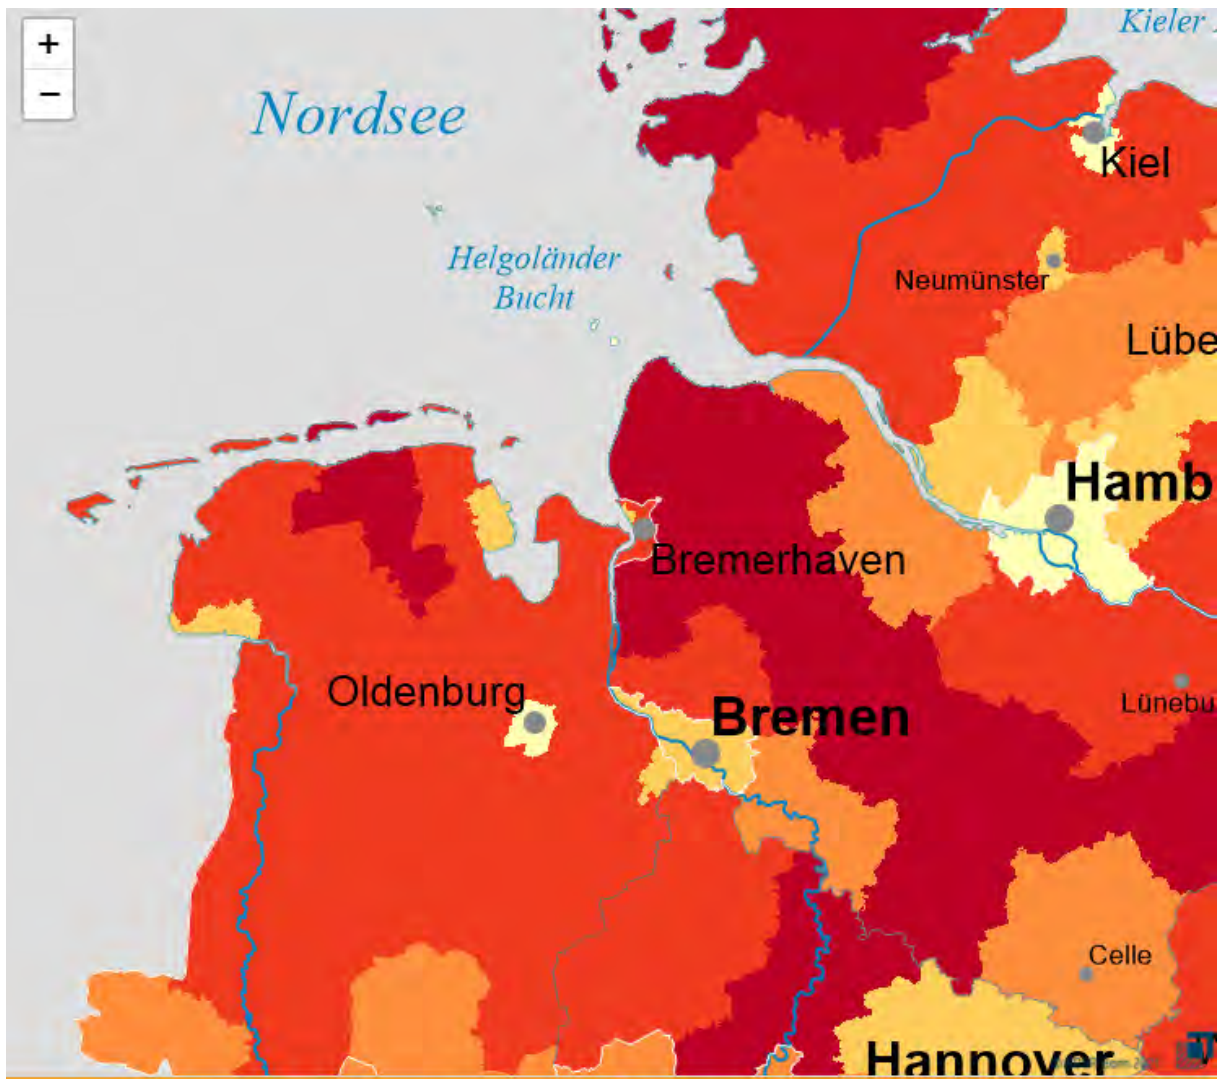 +
Kieler
−
Nordsee
Kiel
Helgoländer
Bucht
Neumünster
Lübe
Hamb
Bremerhaven
Oldenburg
Lünebu
Bremen
Celle
Hannover